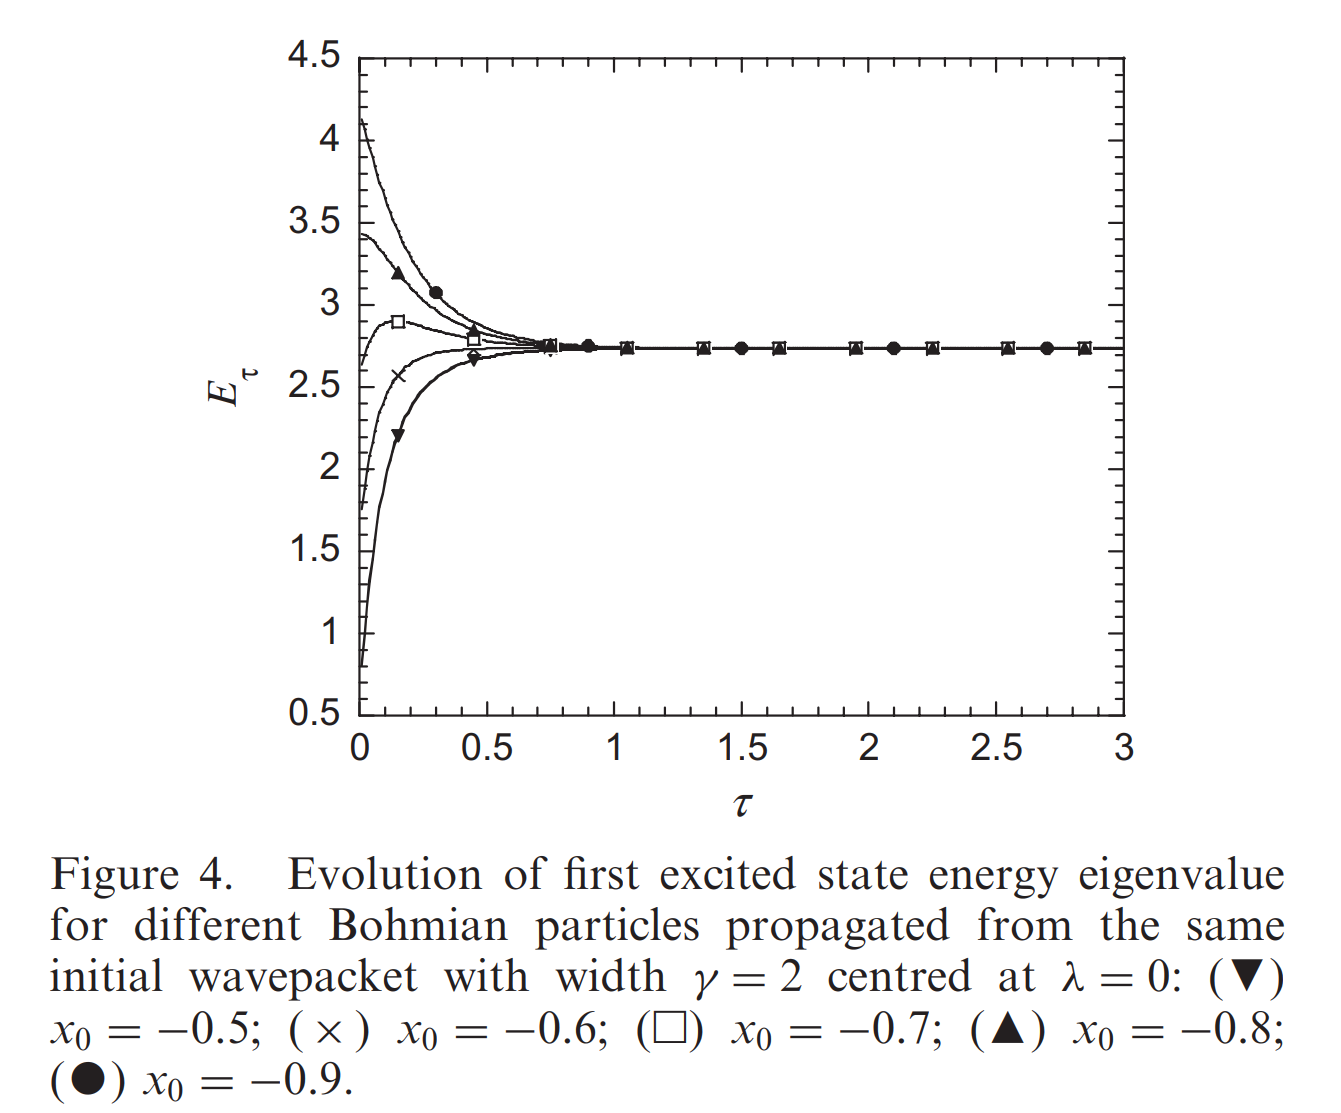 4.5
4
3.5
3
2.5
2
1.5
1
0.5
E_τ
0 0.5 1 1.5 2 2.5 3
τ
Figure 4. Evolution of first excited state energy eigenvalue
for different Bohmian particles propagated from the same
initial wavepacket with width γ = 2 centred at λ = 0: (▼)
x₀ = −0.5; (×) x₀ = −0.6; (□) x₀ = −0.7; (▲) x₀ = −0.8;
(●) x₀ = −0.9.